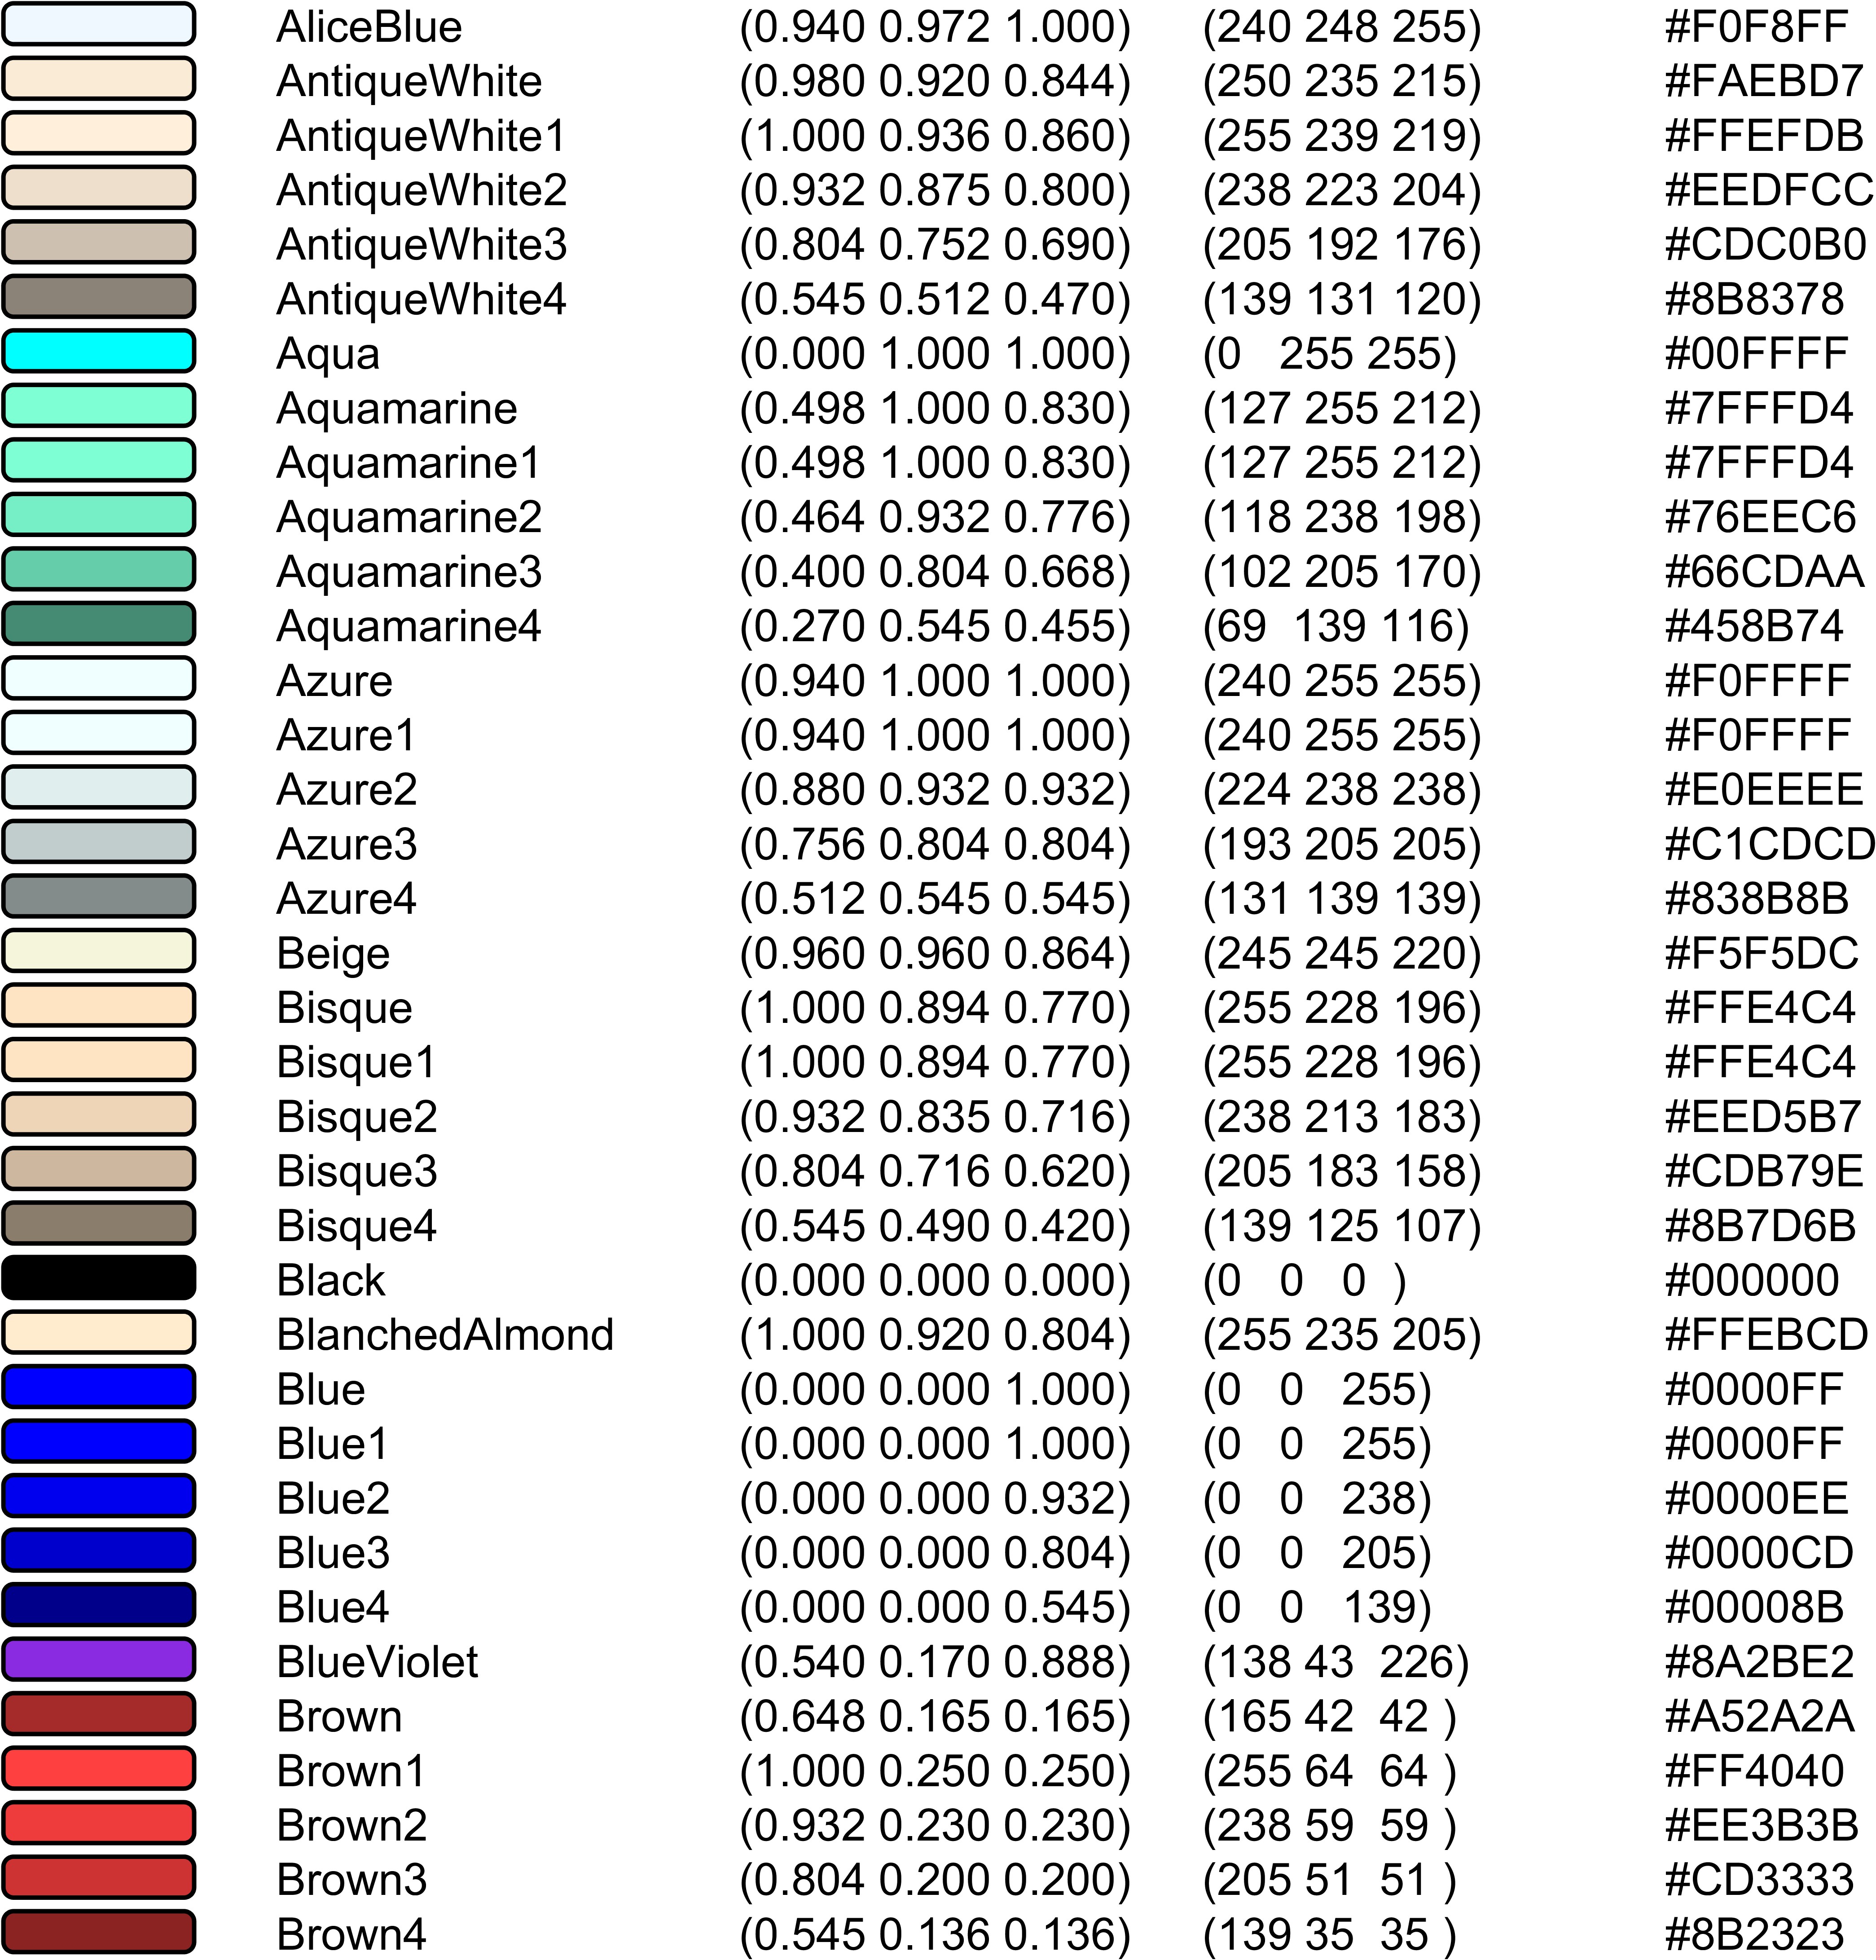 AliceBlue (0.940 0.972 1.000) (240 248 255) #F0F8FF
AntiqueWhite (0.980 0.920 0.844) (250 235 215) #FAEBD7
AntiqueWhite1 (1.000 0.936 0.860) (255 239 219) #FFEFDB
AntiqueWhite2 (0.932 0.875 0.800) (238 223 204) #EEDFCC
AntiqueWhite3 (0.804 0.752 0.690) (205 192 176) #CDC0B0
AntiqueWhite4 (0.545 0.512 0.470) (139 131 120) #8B8378
Aqua (0.000 1.000 1.000) (0 255 255) #00FFFF
Aquamarine (0.498 1.000 0.830) (127 255 212) #7FFFD4
Aquamarine1 (0.498 1.000 0.830) (127 255 212) #7FFFD4
Aquamarine2 (0.464 0.932 0.776) (118 238 198) #76EEC6
Aquamarine3 (0.400 0.804 0.668) (102 205 170) #66CDAA
Aquamarine4 (0.270 0.545 0.455) (69 139 116) #458B74
Azure (0.940 1.000 1.000) (240 255 255) #F0FFFF
Azure1 (0.940 1.000 1.000) (240 255 255) #F0FFFF
Azure2 (0.880 0.932 0.932) (224 238 238) #E0EEEE
Azure3 (0.756 0.804 0.804) (193 205 205) #C1CDCD
Azure4 (0.512 0.545 0.545) (131 139 139) #838B8B
Beige (0.960 0.960 0.864) (245 245 220) #F5F5DC
Bisque (1.000 0.894 0.770) (255 228 196) #FFE4C4
Bisque1 (1.000 0.894 0.770) (255 228 196) #FFE4C4
Bisque2 (0.932 0.835 0.716) (238 213 183) #EED5B7
Bisque3 (0.804 0.716 0.620) (205 183 158) #CDB79E
Bisque4 (0.545 0.490 0.420) (139 125 107) #8B7D6B
Black (0.000 0.000 0.000) (0 0 0 ) #000000
BlanchedAlmond (1.000 0.920 0.804) (255 235 205) #FFEBCD
Blue (0.000 0.000 1.000) (0 0 255) #0000FF
Blue1 (0.000 0.000 1.000) (0 0 255) #0000FF
Blue2 (0.000 0.000 0.932) (0 0 238) #0000EE
Blue3 (0.000 0.000 0.804) (0 0 205) #0000CD
Blue4 (0.000 0.000 0.545) (0 0 139) #00008B
BlueViolet (0.540 0.170 0.888) (138 43 226) #8A2BE2
Brown (0.648 0.165 0.165) (165 42 42 ) #A52A2A
Brown1 (1.000 0.250 0.250) (255 64 64 ) #FF4040
Brown2 (0.932 0.230 0.230) (238 59 59 ) #EE3B3B
Brown3 (0.804 0.200 0.200) (205 51 51 ) #CD3333
Brown4 (0.545 0.136 0.136) (139 35 35 ) #8B2323